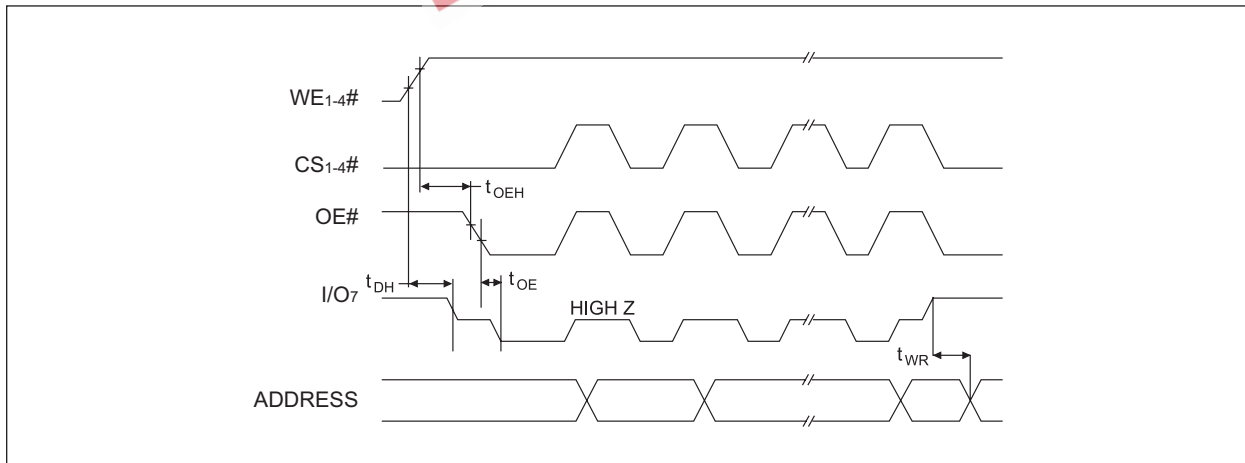 WE1-4#
CS1-4#
tOEH
OE#
tDH
I/O7
tOE
HIGH Z
tWR
ADDRESS